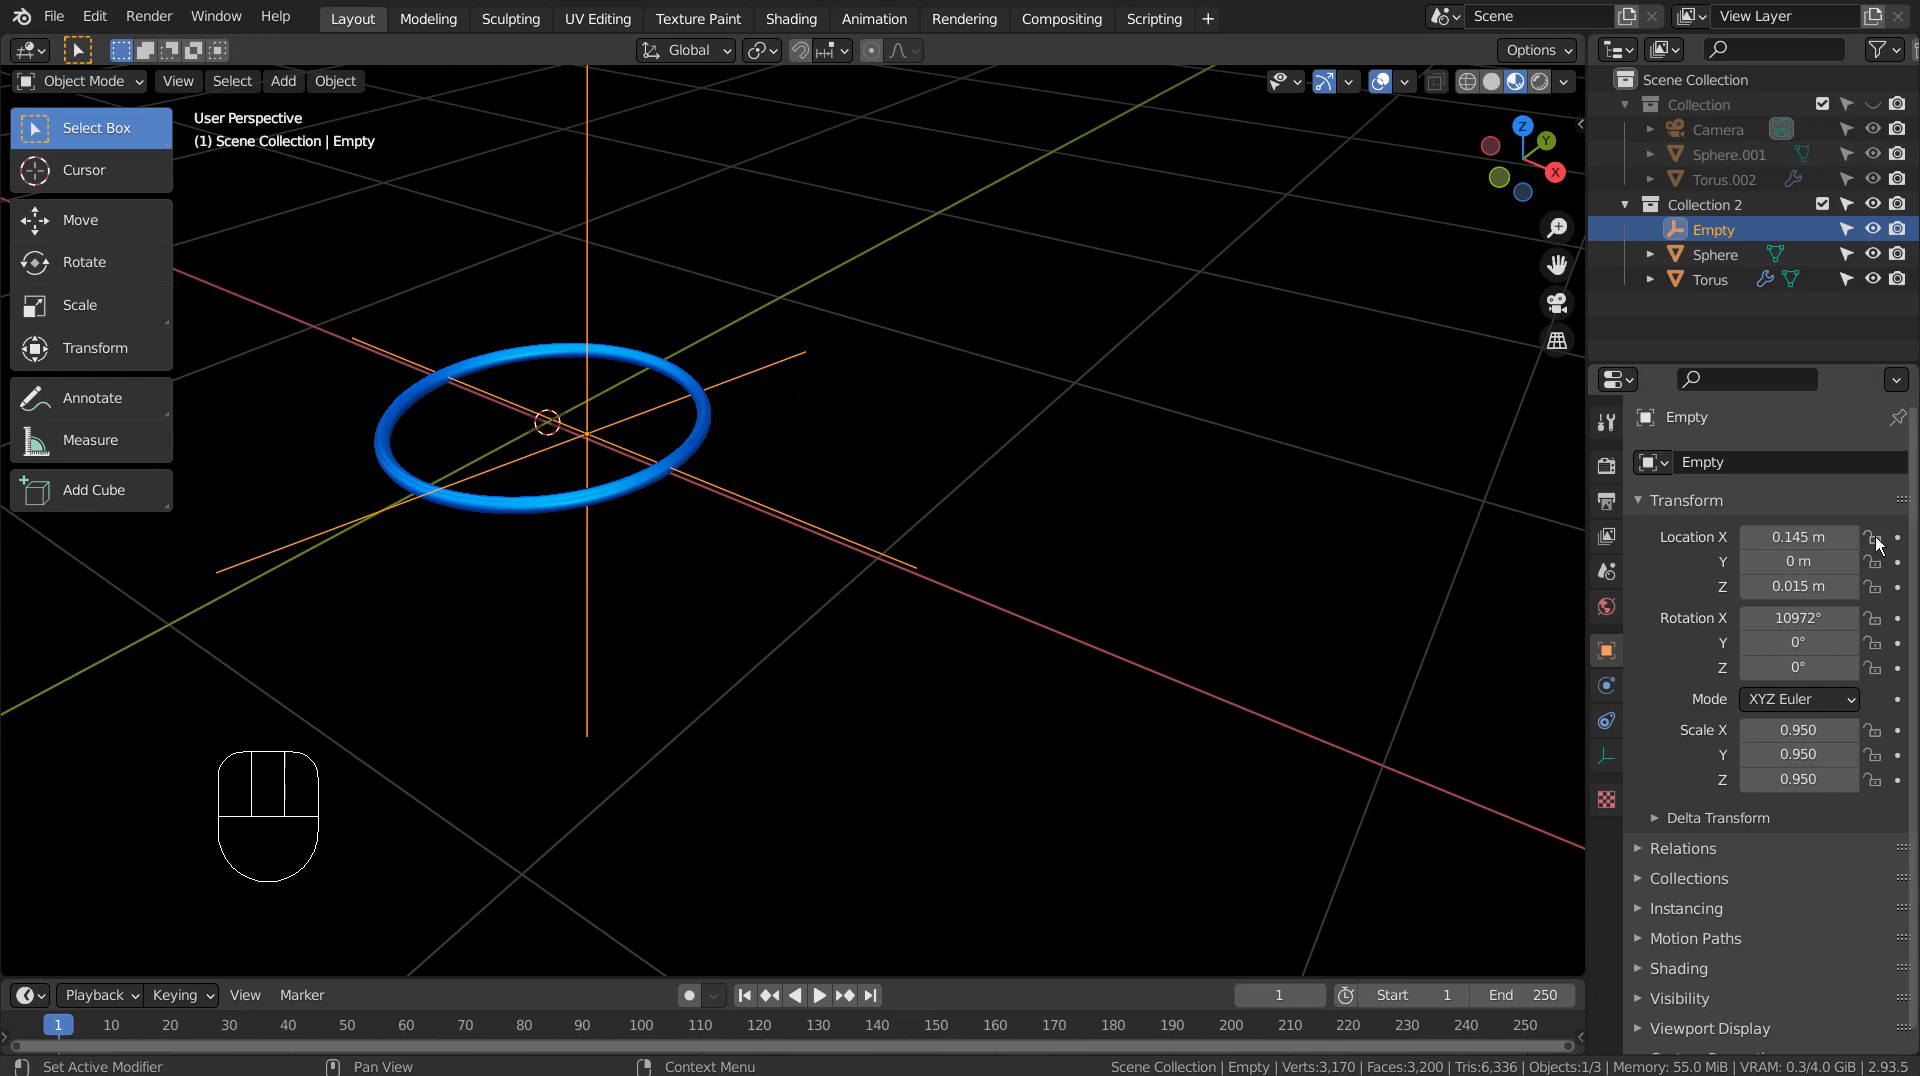 File Edit Render Window Help Layout Modeling Sculpting UV Editing Texture Paint Shading Animation Rendering Compositing Scripting + Scene View Layer
Global Options
Object Mode View Select Add Object
Select Box
Cursor
Move
Rotate
Scale
Transform
Annotate
Measure
Add Cube
User Perspective
(1) Scene Collection | Empty
Z
Y
X
Scene Collection
Collection
Camera
Sphere.001
Torus.002
Collection 2
Empty
Sphere
Torus
Empty
Empty
Transform
Location X 0.145 m
Y 0 m
Z 0.015 m
Rotation X 10972°
Y 0°
Z 0°
Mode XYZ Euler
Scale X 0.950
Y 0.950
Z 0.950
Delta Transform
Relations
Collections
Instancing
Motion Paths
Shading
Visibility
Viewport Display
Playback Keying View Marker 1 Start 1 End 250
1 10 20 30 40 50 60 70 80 90 100 110 120 130 140 150 160 170 180 190 200 210 220 230 240 250
Set Active Modifier Pan View Context Menu Scene Collection | Empty | Verts:3,170 | Faces:3,200 | Tris:6,336 | Objects:1/3 | Memory: 55.0 MiB | VRAM: 0.3/4.0 GiB | 2.93.5